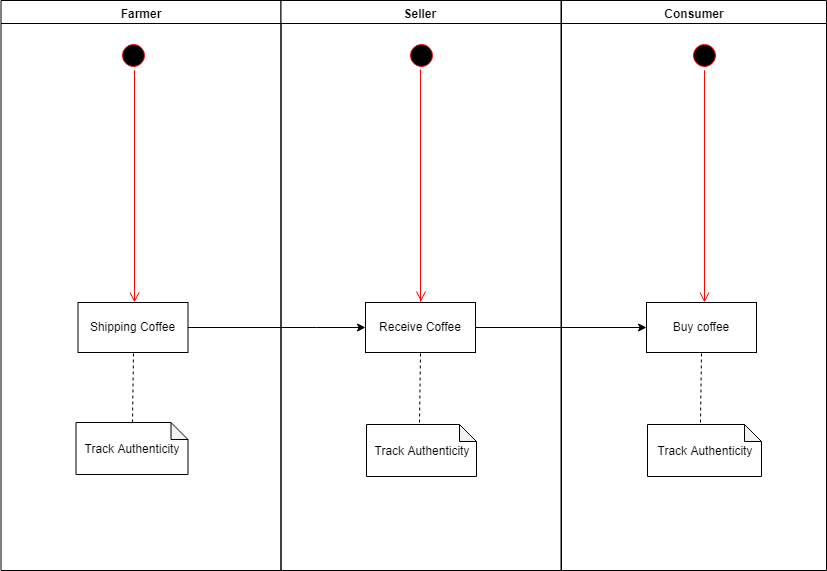 Farmer
Seller
Consumer
Shipping Coffee
Receive Coffee
Buy coffee
Track Authenticity
Track Authenticity
Track Authenticity